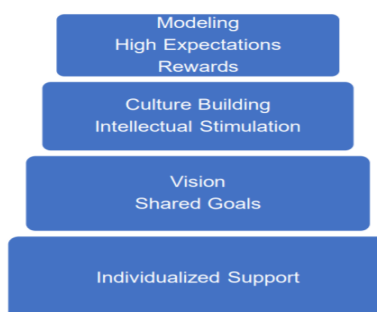 Modeling
High Expectations
Rewards
Culture Building
Intellectual Stimulation
Vision
Shared Goals
Individualized Support